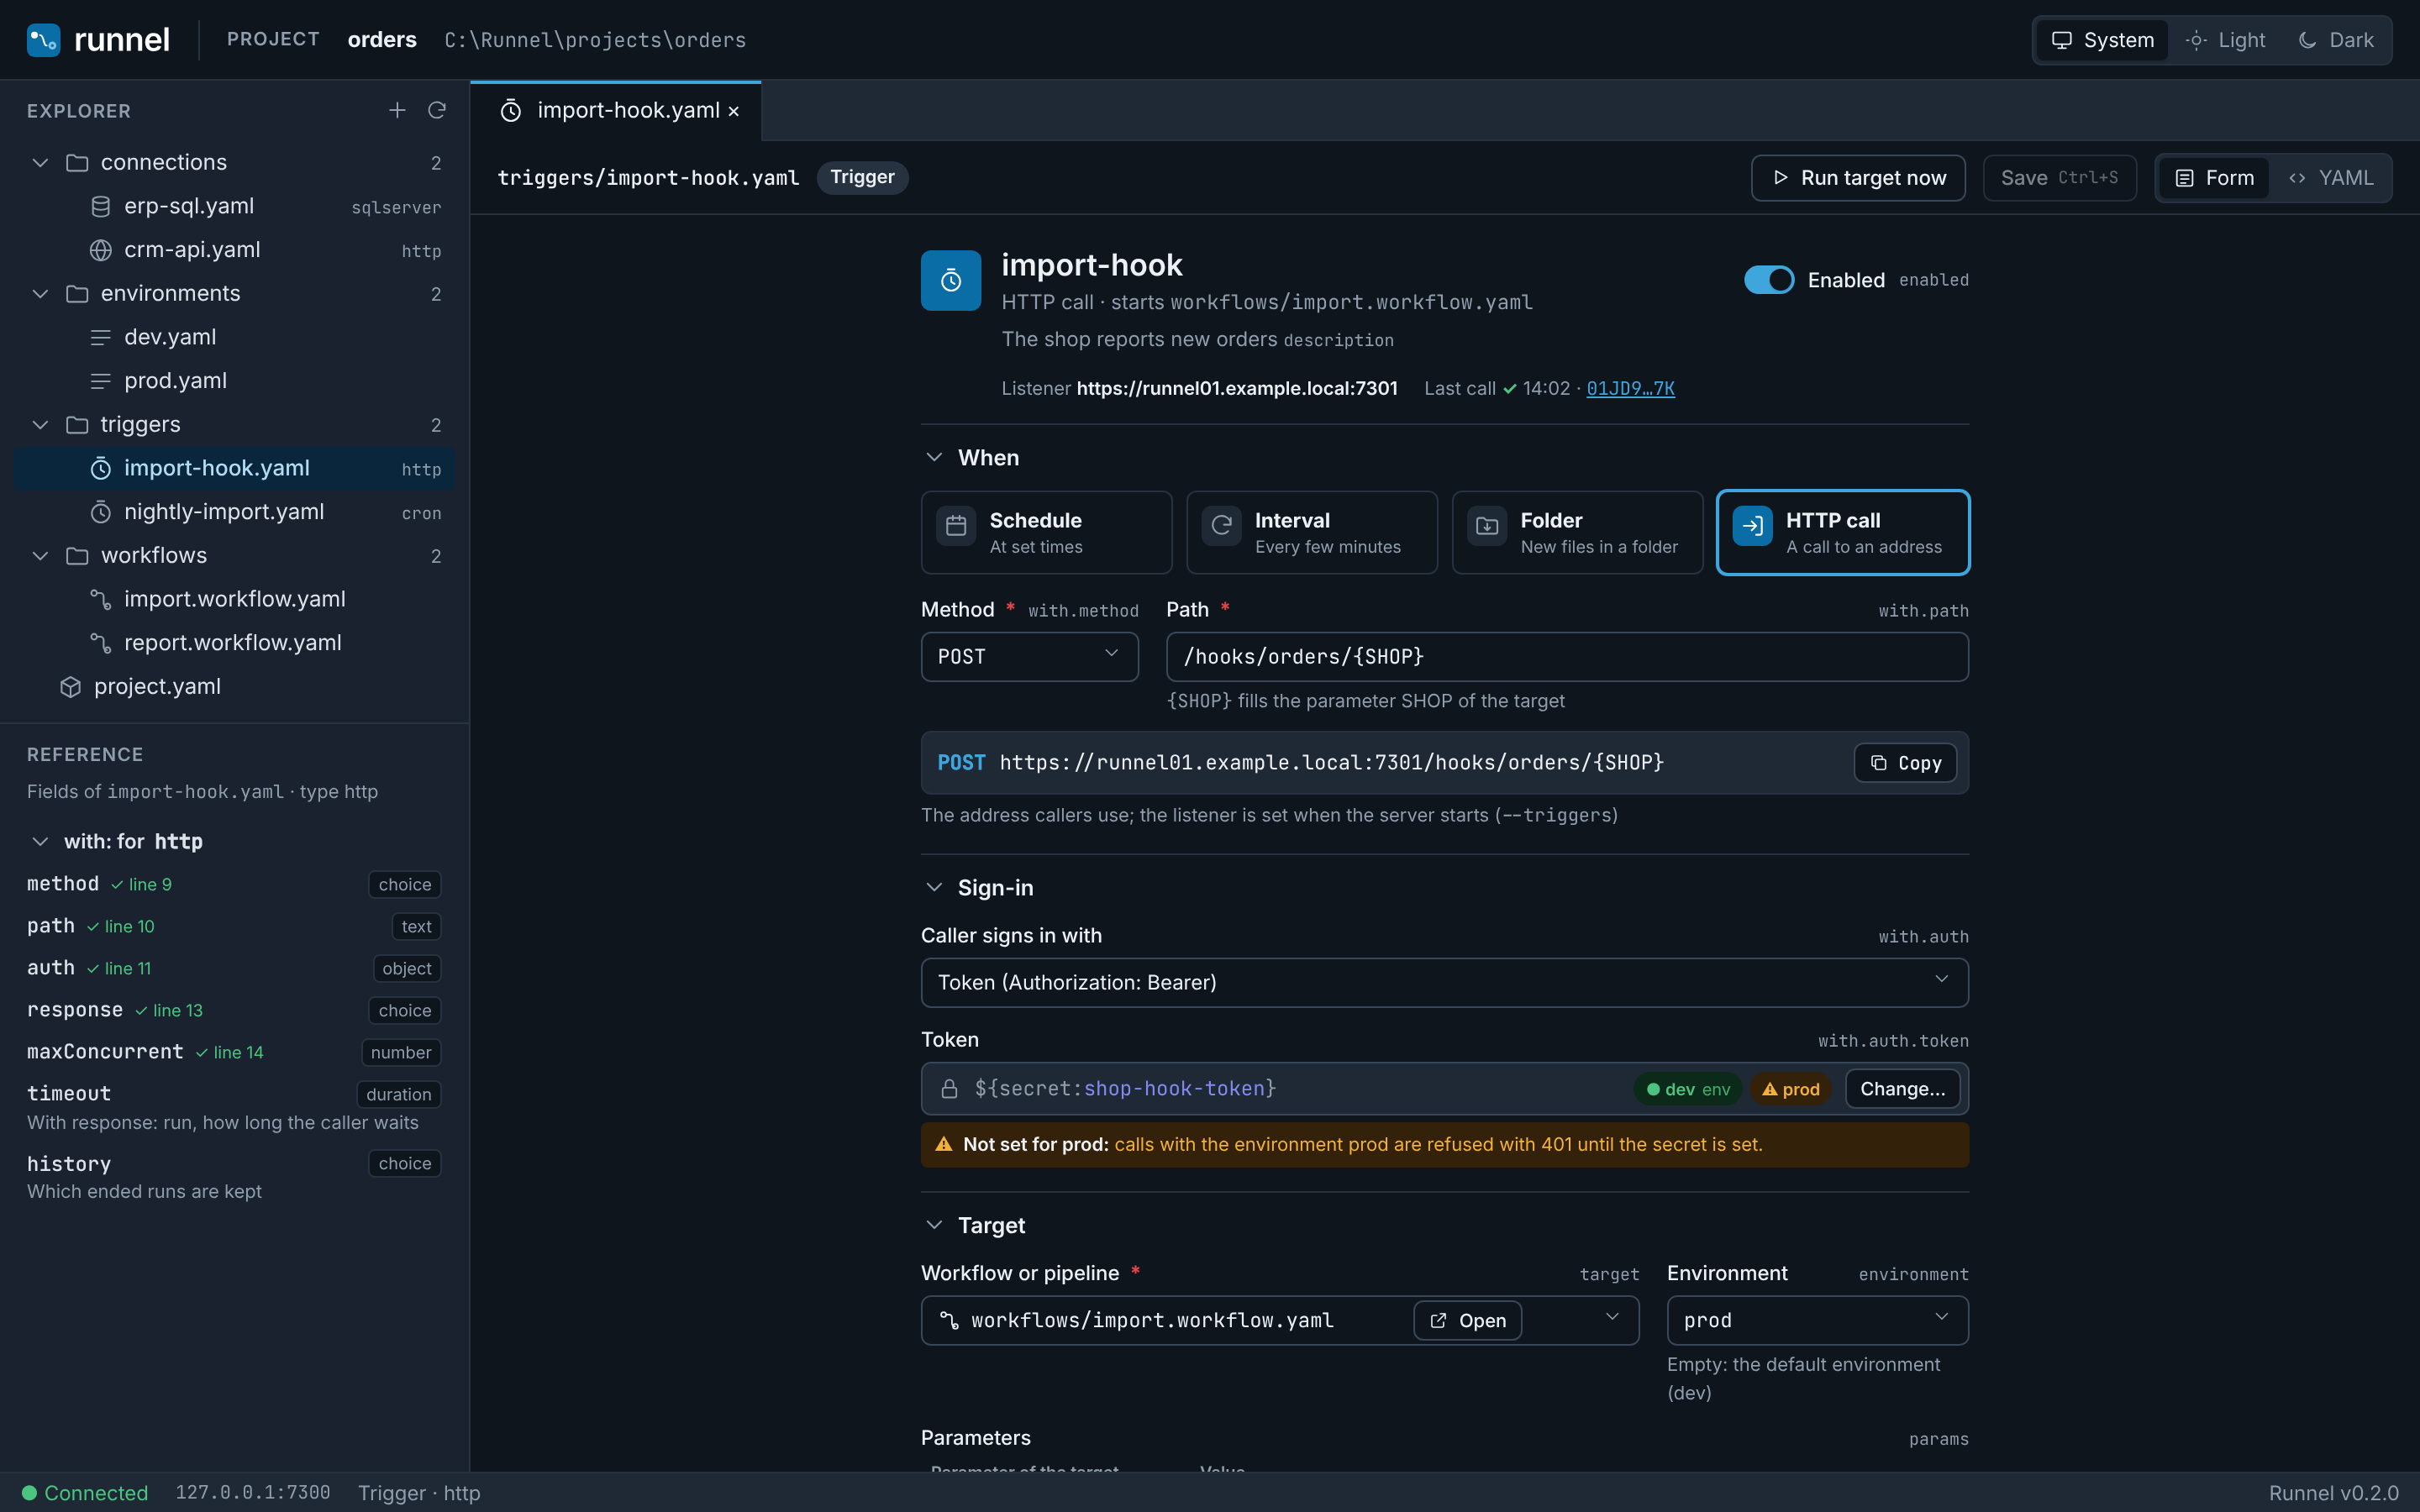 runnel PROJECT orders C:\Runnel\projects\orders System Light Dark
EXPLORER
connections 2
erp-sql.yaml sqlserver
crm-api.yaml http
environments 2
dev.yaml
prod.yaml
triggers 2
import-hook.yaml http
nightly-import.yaml cron
workflows 2
import.workflow.yaml
report.workflow.yaml
project.yaml
REFERENCE
Fields of import-hook.yaml · type http
with: for http
method ✓ line 9 choice
path ✓ line 10 text
auth ✓ line 11 object
response ✓ line 13 choice
maxConcurrent ✓ line 14 number
timeout duration
With response: run, how long the caller waits
history choice
Which ended runs are kept
import-hook.yaml ×
triggers/import-hook.yaml Trigger Run target now Save Ctrl+S Form YAML
import-hook
HTTP call · starts workflows/import.workflow.yaml
Enabled enabled
The shop reports new orders description
Listener https://runnel01.example.local:7301 Last call ✓ 14:02 · 01JD9…7K
When
Schedule
At set times
Interval
Every few minutes
Folder
New files in a folder
HTTP call
A call to an address
Method * with.method Path * with.path
POST /hooks/orders/{SHOP}
{SHOP} fills the parameter SHOP of the target
POST https://runnel01.example.local:7301/hooks/orders/{SHOP} Copy
The address callers use; the listener is set when the server starts (--triggers)
Sign-in
Caller signs in with with.auth
Token (Authorization: Bearer)
Token with.auth.token
${secret:shop-hook-token} dev env prod Change...
Not set for prod: calls with the environment prod are refused with 401 until the secret is set.
Target
Workflow or pipeline * target Environment environment
workflows/import.workflow.yaml Open prod
Empty: the default environment
(dev)
Parameters params
Parameter of the target Value
Connected 127.0.0.1:7300 Trigger · http Runnel v0.2.0